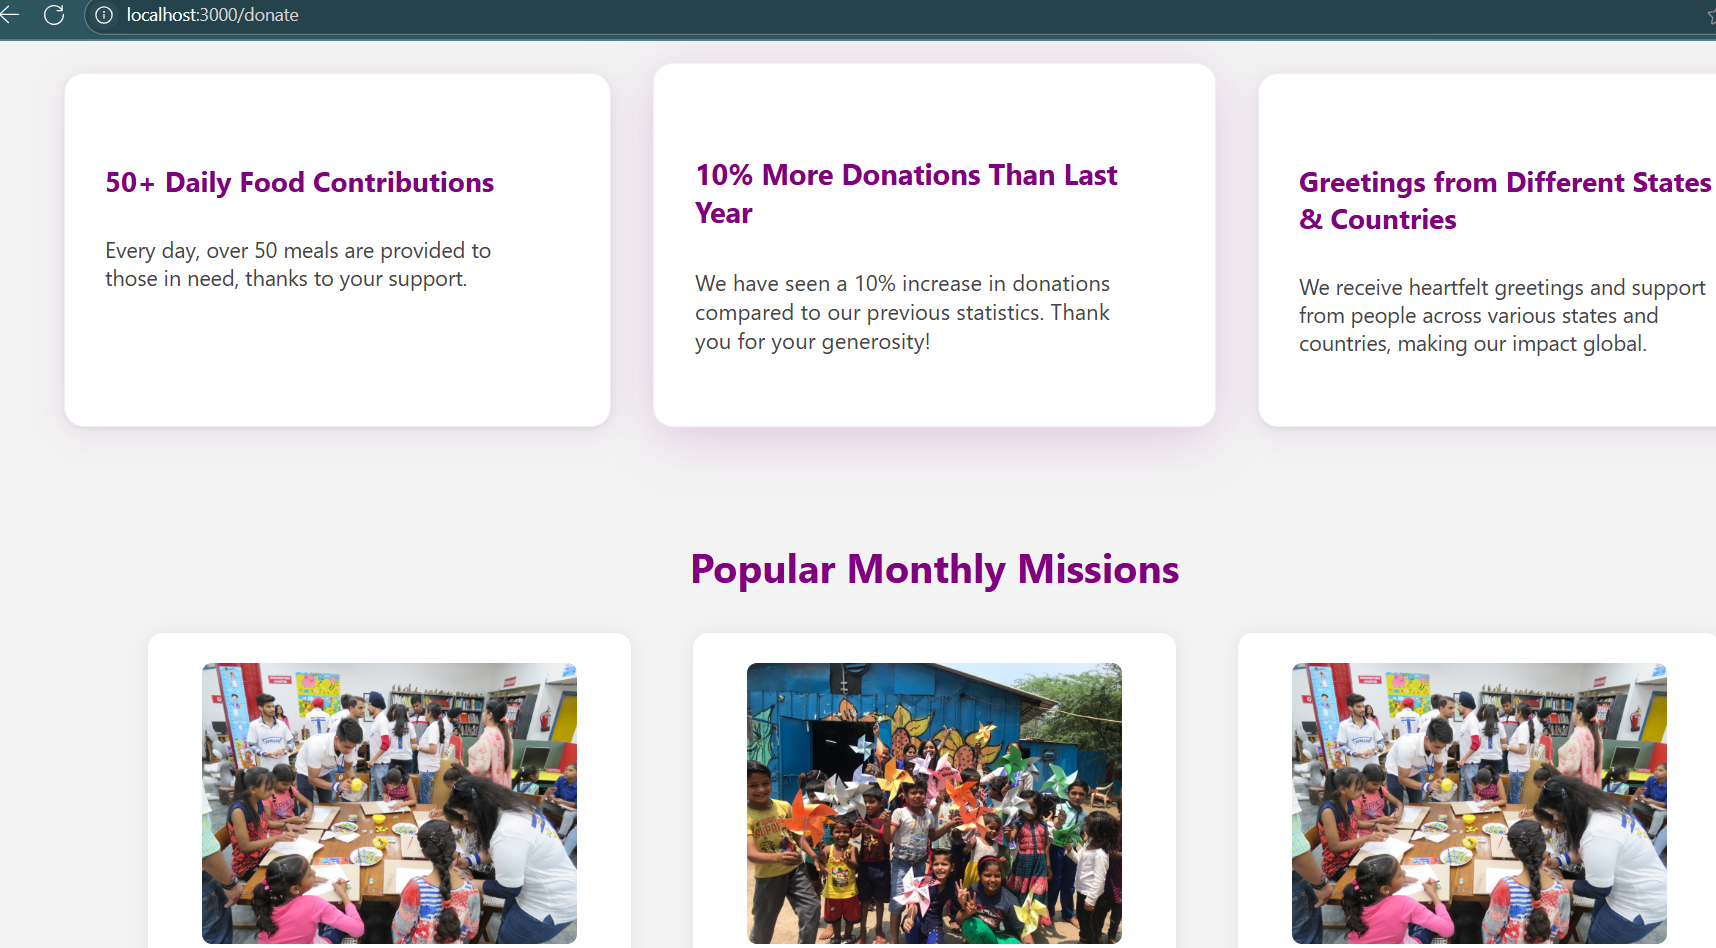 localhost:3000/donate
50+ Daily Food Contributions
Every day, over 50 meals are provided to
those in need, thanks to your support.
10% More Donations Than Last
Year
We have seen a 10% increase in donations
compared to our previous statistics. Thank
you for your generosity!
Greetings from Different States
& Countries
We receive heartfelt greetings and support
from people across various states and
countries, making our impact global.
Popular Monthly Missions